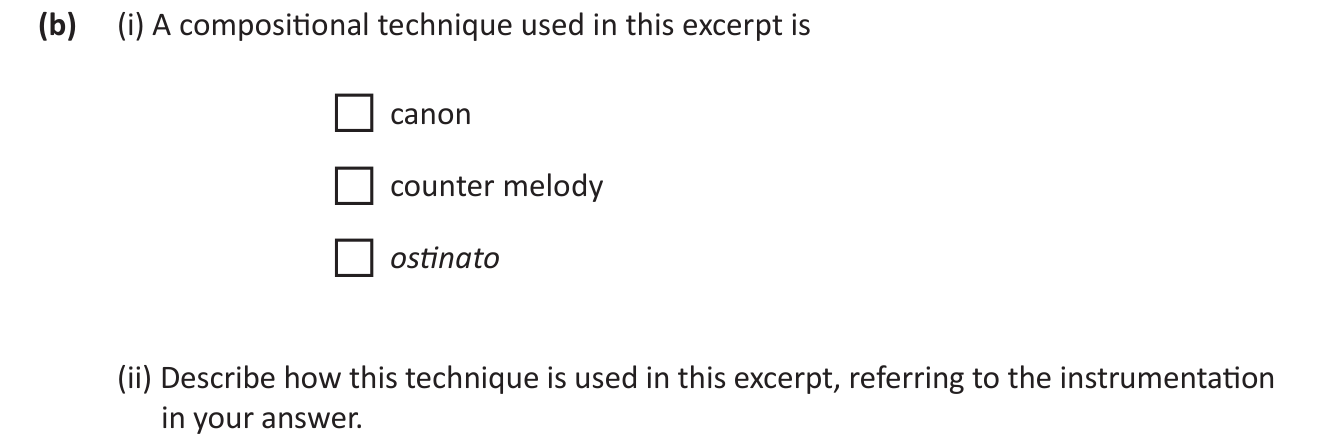 (b) (i) A compositional technique used in this excerpt is
canon
counter melody
ostinato
(ii) Describe how this technique is used in this excerpt, referring to the instrumentation
in your answer.